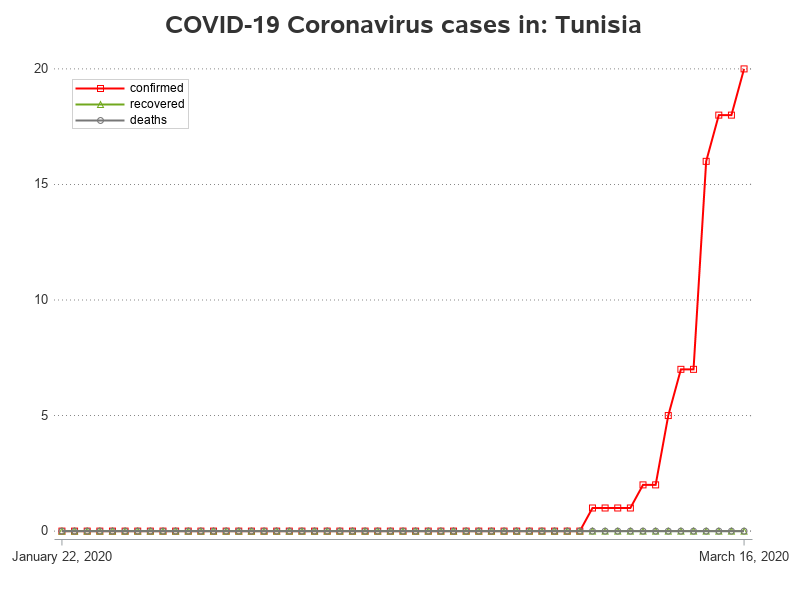 COVID-19 Coronavirus cases in: Tunisia
20
confirmed
recovered
deaths
15
10
5
0
January 22, 2020
March 16, 2020